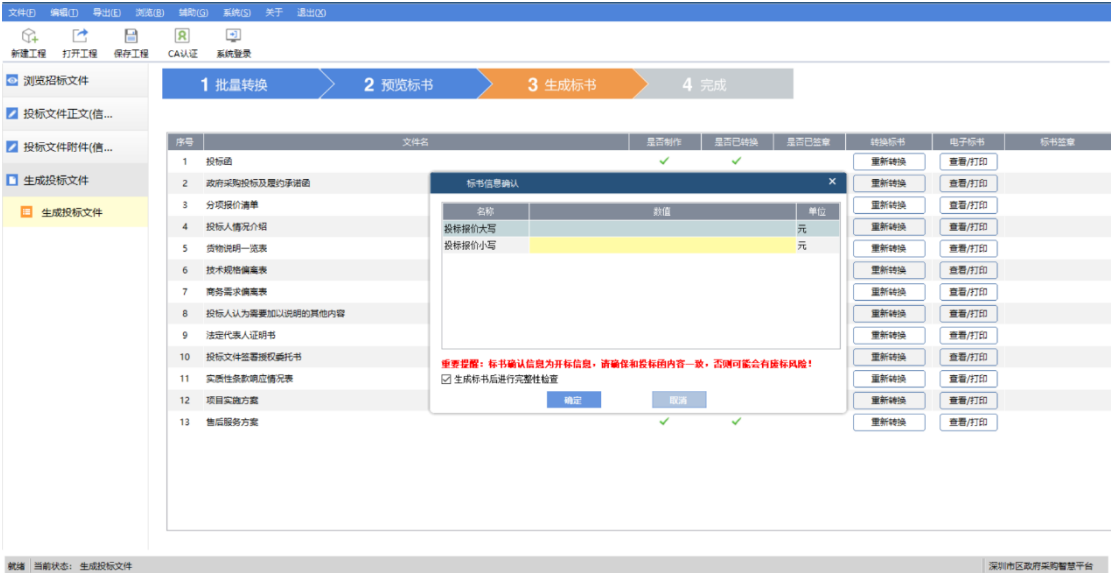 文件(F) 编辑(T) 导出(E) 浏览(B) 辅助(G) 系统(S) 关于 退出(X)
新建工程 打开工程 保存工程 CA认证 系统登录
浏览招标文件
投标文件正文(信...
投标文件附件(信...
生成投标文件
生成投标文件
1 批量转换 2 预览标书 3 生成标书 4 完成
序号 文件名 是否制作 是否已转换 是否已签章 转换标书 电子标书 标书签章
1 投标函 重新转换 查看/打印
2 政府采购投标及履约承诺函 重新转换 查看/打印
3 分项报价清单 重新转换 查看/打印
4 投标人情况介绍 重新转换 查看/打印
5 货物说明一览表 重新转换 查看/打印
6 技术规格偏离表 重新转换 查看/打印
7 商务需求偏离表 重新转换 查看/打印
8 投标人认为需要加以说明的其他内容 重新转换 查看/打印
9 法定代表人证明书 重新转换 查看/打印
10 投标文件签署授权委托书 重新转换 查看/打印
11 实质性条款响应情况表 重新转换 查看/打印
12 项目实施方案 重新转换 查看/打印
13 售后服务方案 重新转换 查看/打印
标书信息确认 ×
名称 数值 单位
投标报价大写 元
投标报价小写 元
重要提醒：标书确认信息为开标信息，请确保和投标函内容一致，否则可能会有废标风险！
生成标书后进行完整性检查
确定 取消
就绪 当前状态: 生成投标文件 深圳市区政府采购智慧平台